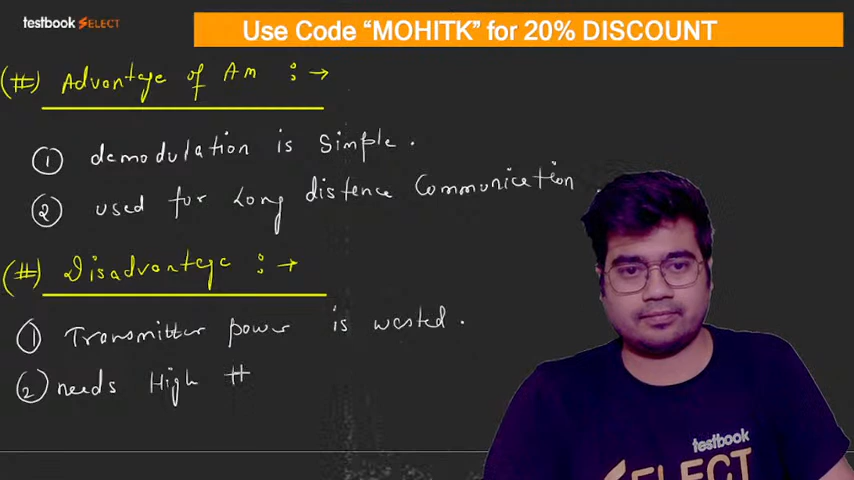 testbook SELECT
Use Code “MOHITK” for 20% DISCOUNT
(#) Advantage of AM : →
① demodulation is simple.
② used for Long distence Communication .
(#) Disadvantage : →
① Transmitter power is wasted.
② needs High #
testbook
SELECT